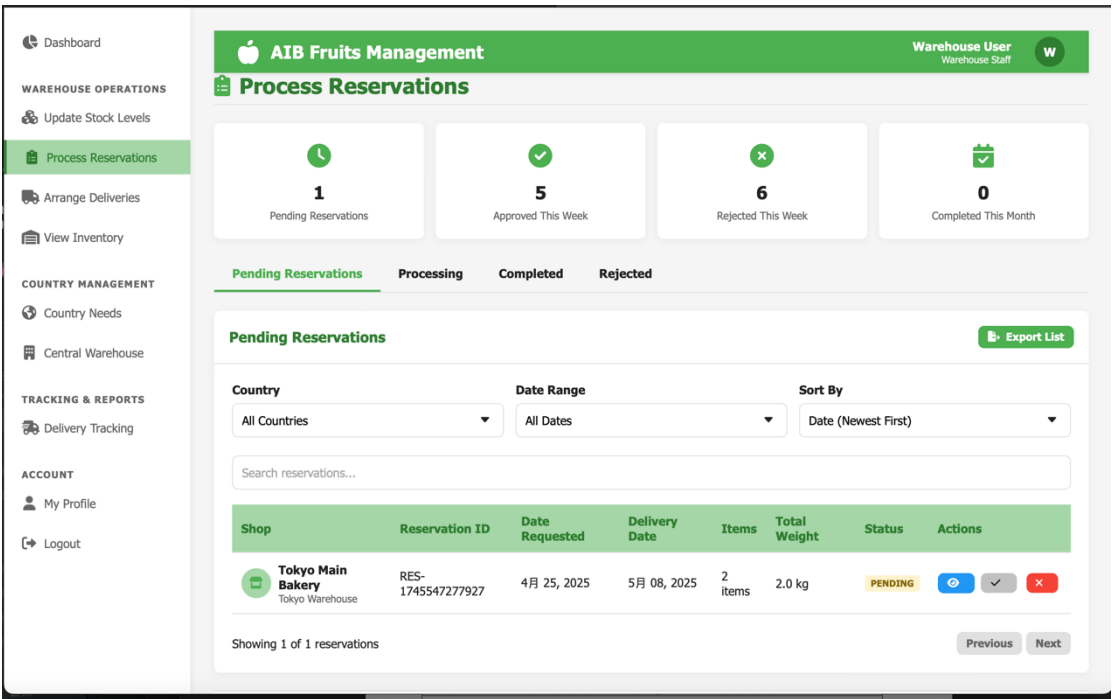 Dashboard
WAREHOUSE OPERATIONS
Update Stock Levels
Process Reservations
Arrange Deliveries
View Inventory
COUNTRY MANAGEMENT
Country Needs
Central Warehouse
TRACKING & REPORTS
Delivery Tracking
ACCOUNT
My Profile
Logout
AIB Fruits Management
Warehouse User
Warehouse Staff
W
Process Reservations
1
Pending Reservations
5
Approved This Week
6
Rejected This Week
0
Completed This Month
Pending Reservations Processing Completed Rejected
Pending Reservations
Export List
Country Date Range Sort By
All Countries All Dates Date (Newest First)
Search reservations...
Shop Reservation ID Date Requested Delivery Date Items Total Weight Status Actions
Tokyo Main Bakery
Tokyo Warehouse
RES-1745547277927
4月 25, 2025
5月 08, 2025
2 items
2.0 kg
PENDING
Showing 1 of 1 reservations
Previous Next